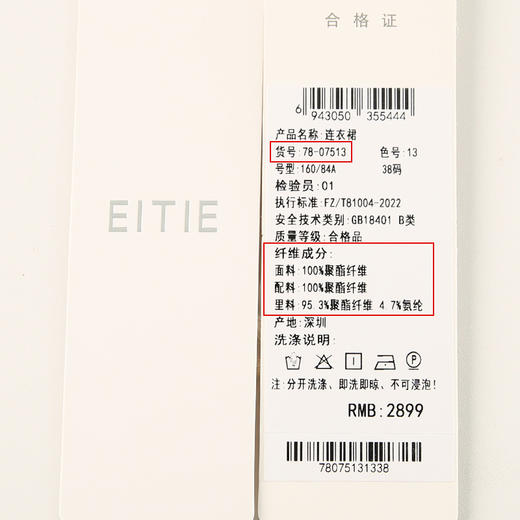 EITIE
合格证
6 943050 355444
产品名称:连衣裙
货号:78-07513 色号:13
号型:160/84A 38码
检验员:01
执行标准:FZ/T81004-2022
安全技术类别:GB18401 B类
质量等级:合格品
纤维成分:
面料:100%聚酯纤维
配料:100%聚酯纤维
里料:95.3%聚酯纤维 4.7%氨纶
产地:深圳
洗涤说明:
注:分开洗涤、即洗即晾、不可浸泡!
RMB:2899
78075131338